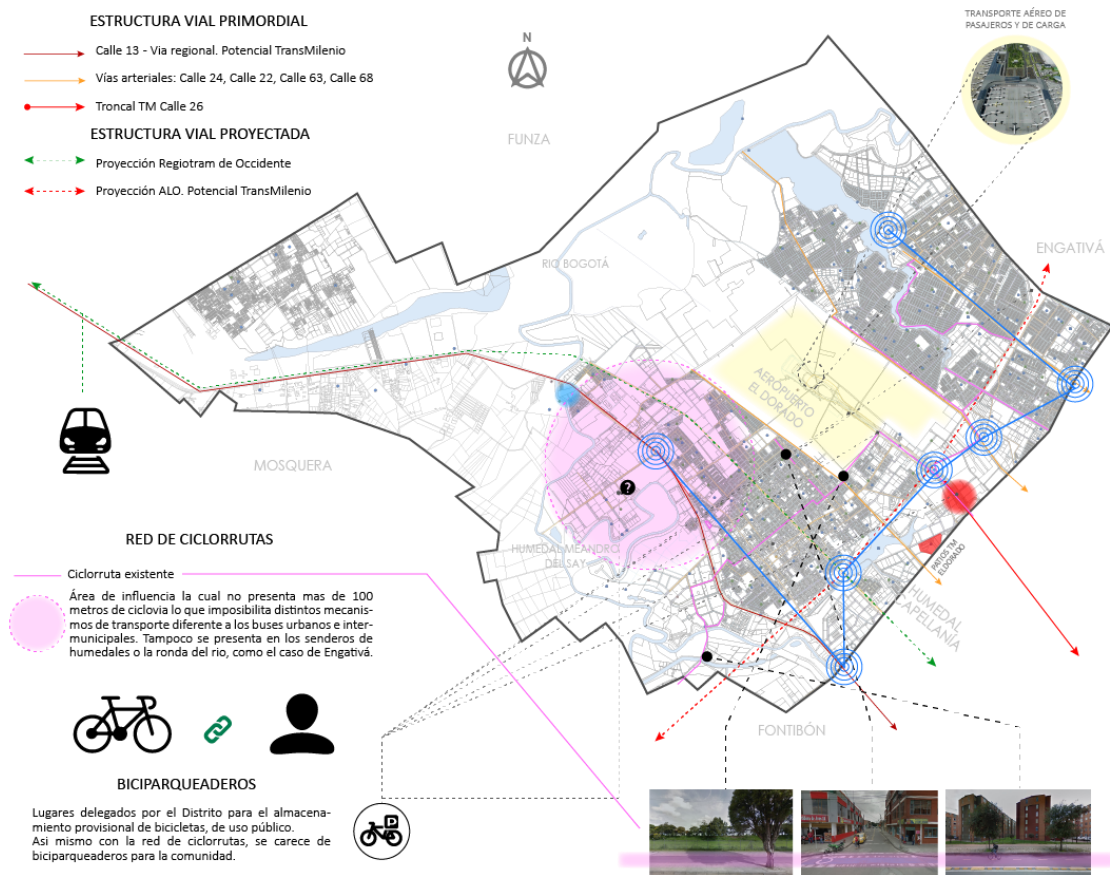 ESTRUCTURA VIAL PRIMORDIAL
Calle 13 - Via regional. Potencial TransMilenio
Vías arteriales: Calle 24, Calle 22, Calle 63, Calle 68
Troncal TM Calle 26
ESTRUCTURA VIAL PROYECTADA
Proyección Regiotram de Occidente
Proyección ALO. Potencial TransMilenio
N
TRANSPORTE AÉREO DE
PASAJEROS Y DE CARGA
FUNZA
ENGATIVÁ
RIO BOGOTÁ
AEROPUERTO
EL DORADO
MOSQUERA
?
HUMEDAL MEANDRO
DEL SAY
PATIOS TM
ELDORADO
HUMEDAL
CAPELLANÍA
FONTIBÓN
RED DE CICLORRUTAS
Ciclorruta existente
Área de influencia la cual no presenta mas de 100
metros de ciclovia lo que imposibilita distintos mecanis-
mos de transporte diferente a los buses urbanos e inter-
municipales. Tampoco se presenta en los senderos de
humedales o la ronda del rio, como el caso de Engativá.
BICIPARQUEADEROS
Lugares delegados por el Distrito para el almacena-
miento provisional de bicicletas, de uso público.
Asi mismo con la red de ciclorrutas, se carece de
biciparqueaderos para la comunidad.
P